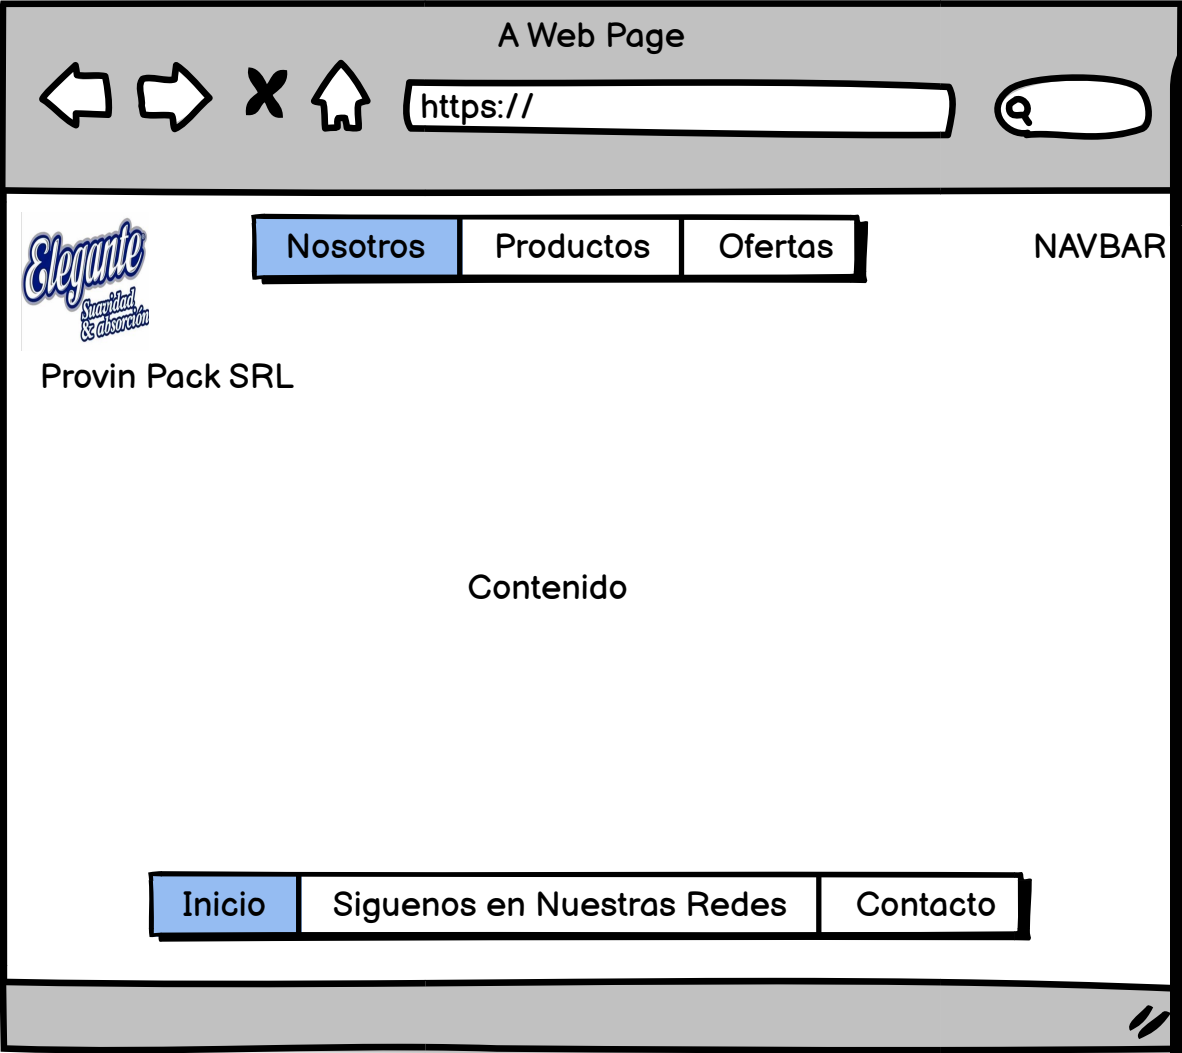 A Web Page
https://
Elegante
Suavidad
& absorción
Nosotros Productos Ofertas NAVBAR
Provin Pack SRL
Contenido
Inicio Siguenos en Nuestras Redes Contacto